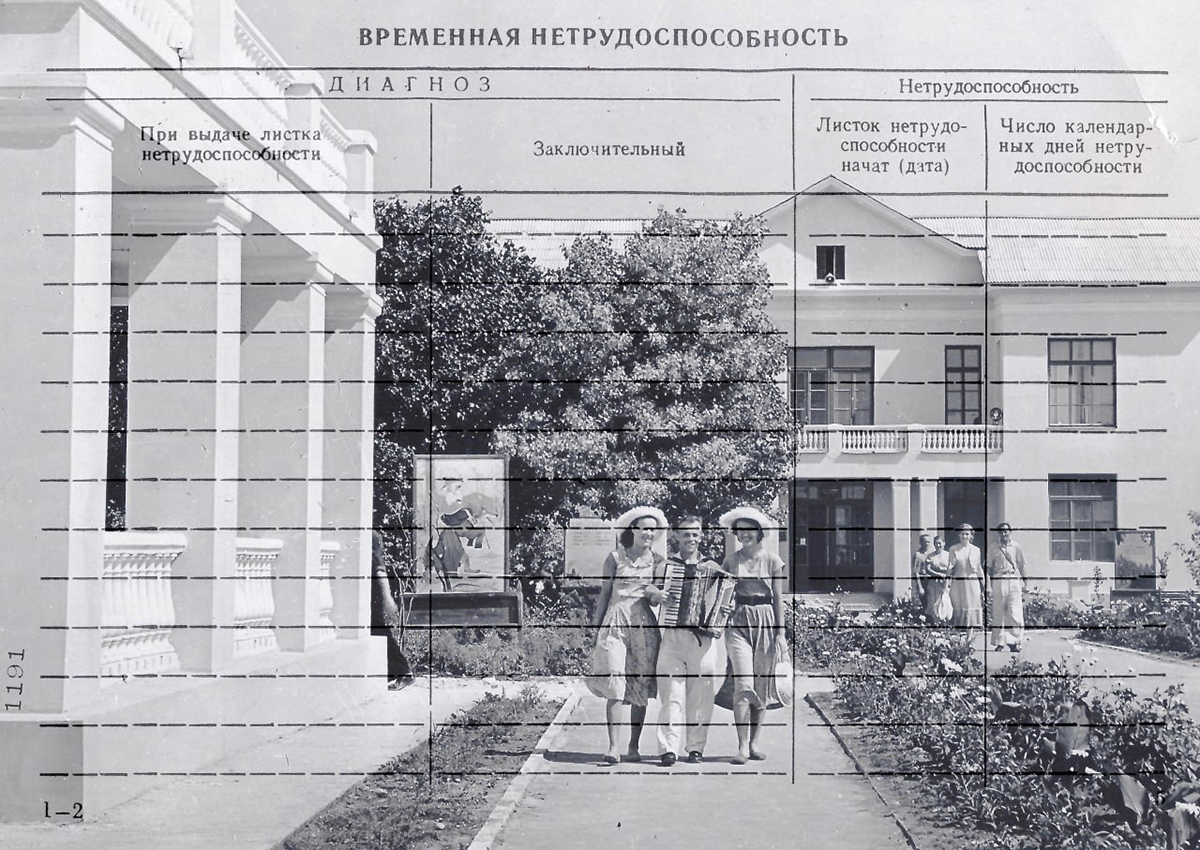 ВРЕМЕННАЯ НЕТРУДОСПОСОБНОСТЬ
ДИАГНОЗ
Нетрудоспособность
При выдаче листка
нетрудоспособности
Заключительный
Листок нетрудо-
способности
начат (дата)
Число календар-
ных дней нетру-
доспособности
1191
1—2